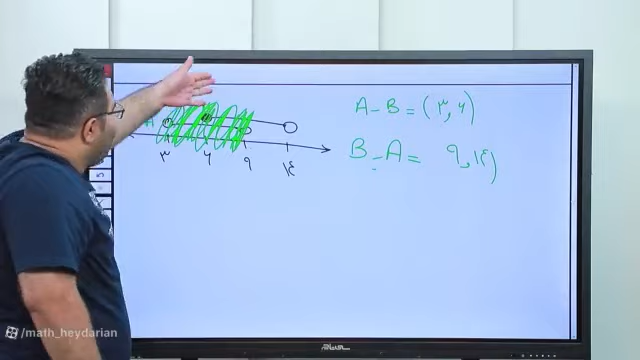 A - B = (۳, ۶)
B - A = ۹, ۱۴)
A
۳ ۶ ۹ ۱۴
/math_heydarian